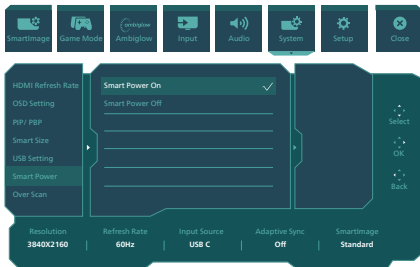 SmartImage
Game Mode
ambiglow
Ambiglow
Input
Audio
System
Setup
Close
HDMI Refresh Rate
OSD Setting
PIP/ PBP
Smart Size
USB Setting
Smart Power
Over Scan
Smart Power On
Smart Power Off
Select
OK
Back
Resolution Refresh Rate Input Source Adaptive Sync SmartImage
3840X2160 | 60Hz | USB C | Off | Standard